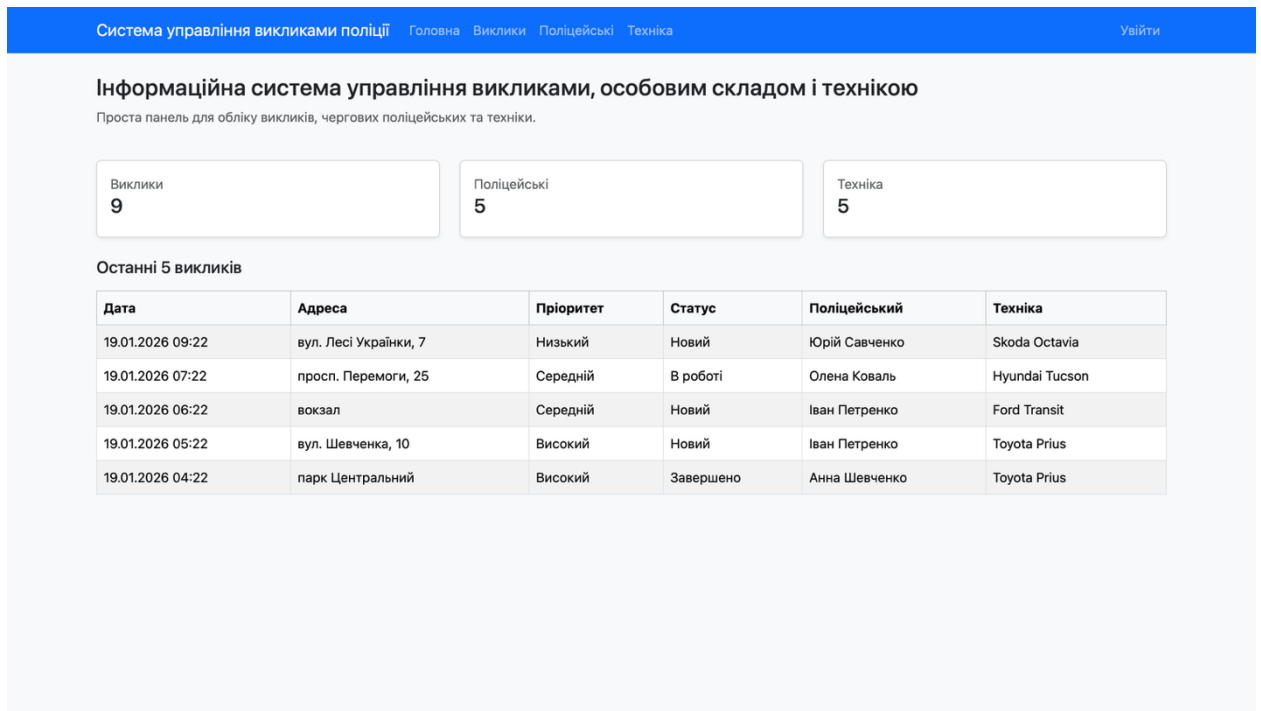 Система управління викликами поліції Головна Виклики Поліцейські Техніка Увійти
Інформаційна система управління викликами, особовим складом і технікою
Проста панель для обліку викликів, чергових поліцейських та техніки.
Виклики Поліцейські Техніка
9 5 5
Останні 5 викликів
Дата Адреса Пріоритет Статус Поліцейський Техніка
19.01.2026 09:22 вул. Лесі Українки, 7 Низький Новий Юрій Савченко Skoda Octavia
19.01.2026 07:22 просп. Перемоги, 25 Середній В роботі Олена Коваль Hyundai Tucson
19.01.2026 06:22 вокзал Середній Новий Іван Петренко Ford Transit
19.01.2026 05:22 вул. Шевченка, 10 Високий Новий Іван Петренко Toyota Prius
19.01.2026 04:22 парк Центральний Високий Завершено Анна Шевченко Toyota Prius